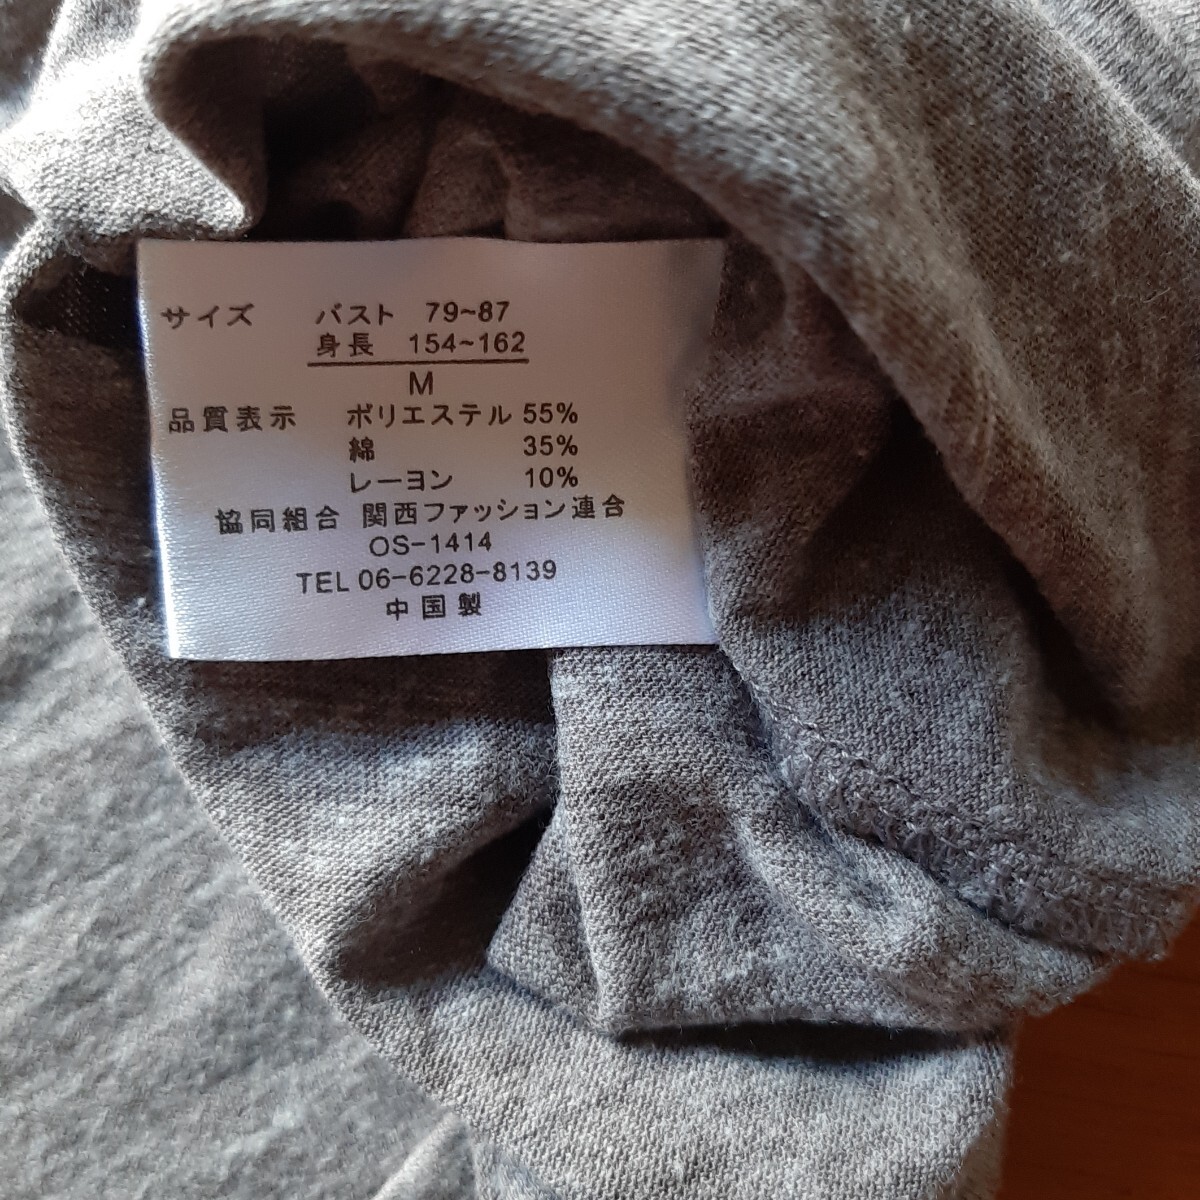 サイズ バスト 79~87
身長 154~162
M
品質表示 ポリエステル 55%
綿 35%
レーヨン 10%
協同組合 関西ファッション連合
OS-1414
TEL 06-6228-8139
中国製